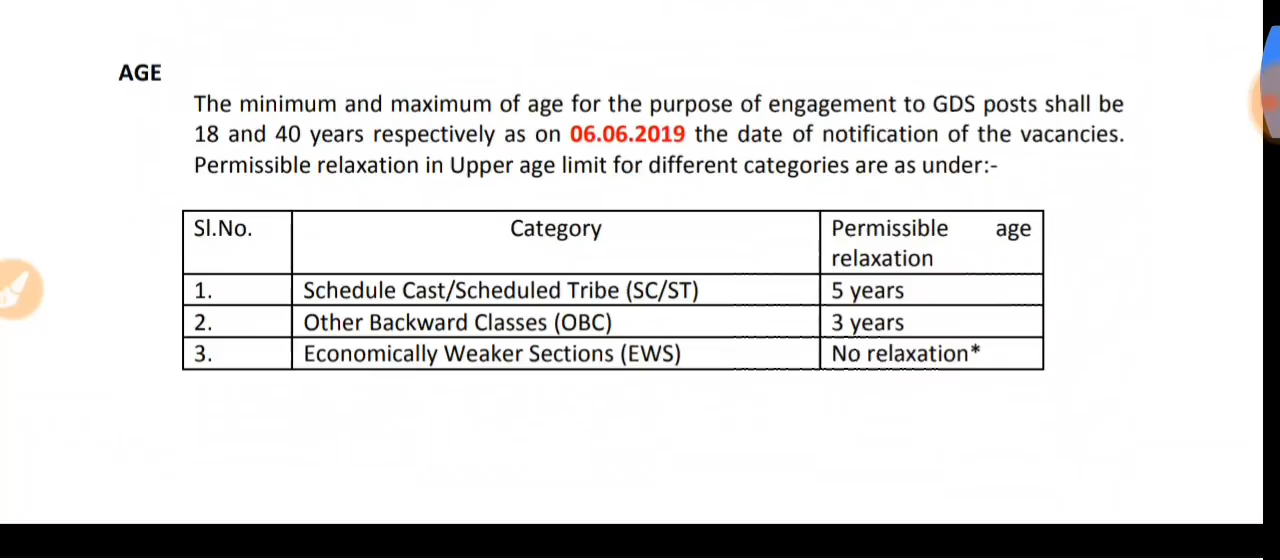 AGE
The minimum and maximum of age for the purpose of engagement to GDS posts shall be
18 and 40 years respectively as on 06.06.2019 the date of notification of the vacancies.
Permissible relaxation in Upper age limit for different categories are as under:-
Sl.No. Category Permissible age
relaxation
1. Schedule Cast/Scheduled Tribe (SC/ST) 5 years
2. Other Backward Classes (OBC) 3 years
3. Economically Weaker Sections (EWS) No relaxation*